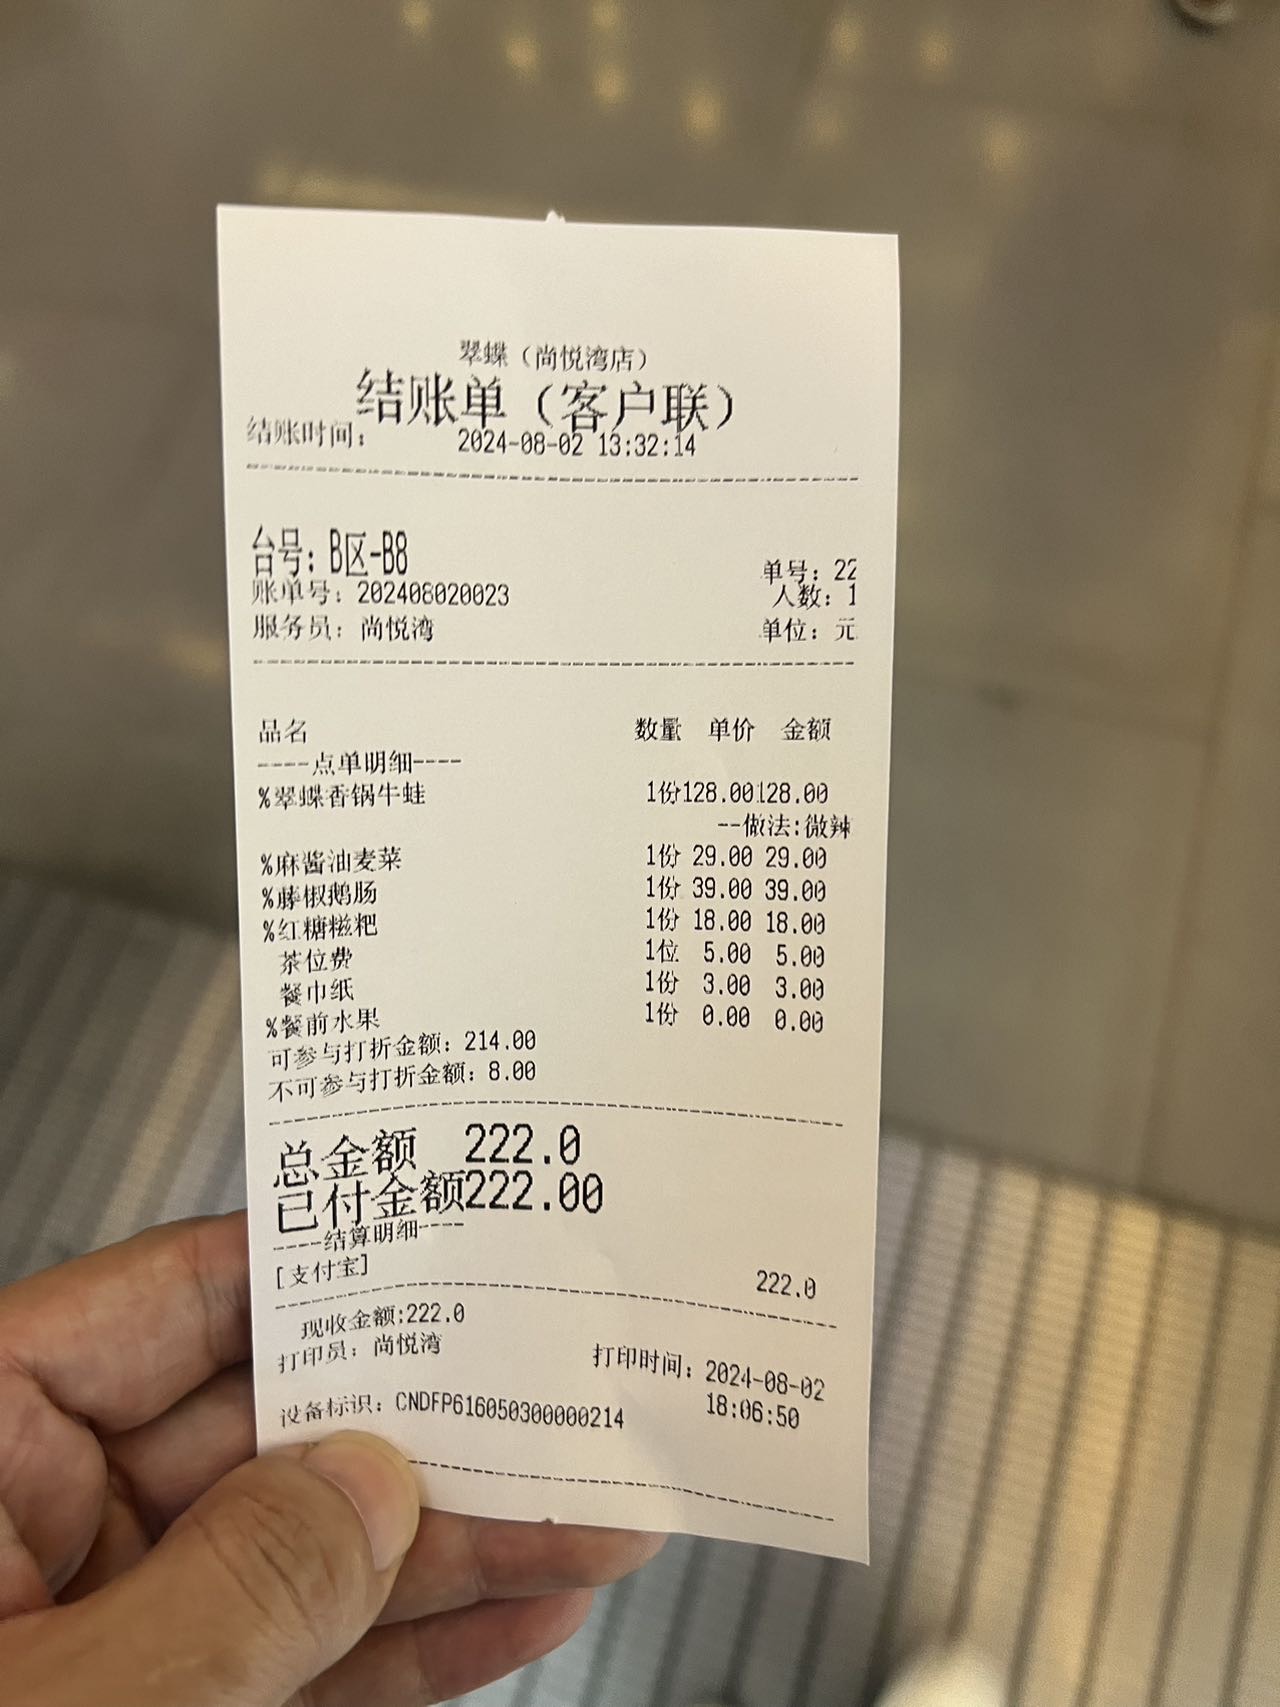 翠蝶（尚悦湾店）
结账单（客户联）
结账时间： 2024-08-02 13:32:14
台号：B区-B8
单号：22
账单号：202408020023
人数：1
服务员：尚悦湾
单位：元
品名 数量 单价 金额
----点单明细----
%翠蝶香锅牛蛙 1份128.00128.00
--做法:微辣
%麻酱油麦菜 1份 29.00 29.00
%藤椒鹅肠 1份 39.00 39.00
%红糖糍粑 1份 18.00 18.00
茶位费 1位 5.00 5.00
餐巾纸 1份 3.00 3.00
%餐前水果 1份 0.00 0.00
可参与打折金额：214.00
不可参与打折金额：8.00
总金额 222.0
已付金额222.00
----结算明细----
[支付宝] 222.0
现收金额:222.0
打印员：尚悦湾 打印时间：2024-08-02
18:06:50
设备标识：CNDFP616050300000214